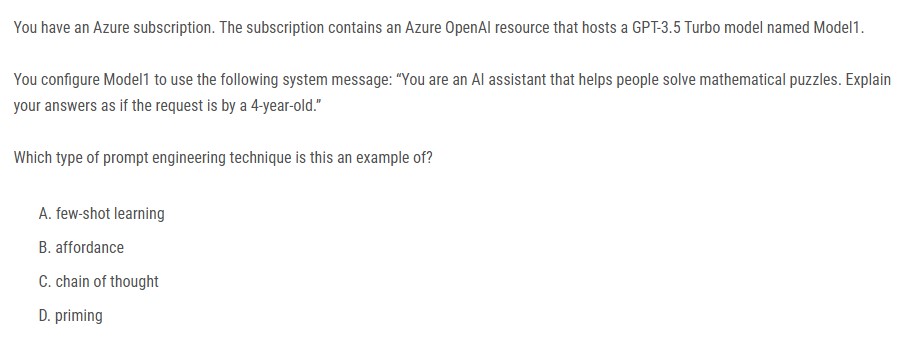 You have an Azure subscription. The subscription contains an Azure OpenAI resource that hosts a GPT-3.5 Turbo model named Model1.
You configure Model1 to use the following system message: “You are an AI assistant that helps people solve mathematical puzzles. Explain
your answers as if the request is by a 4-year-old.”
Which type of prompt engineering technique is this an example of?
A. few-shot learning
B. affordance
C. chain of thought
D. priming